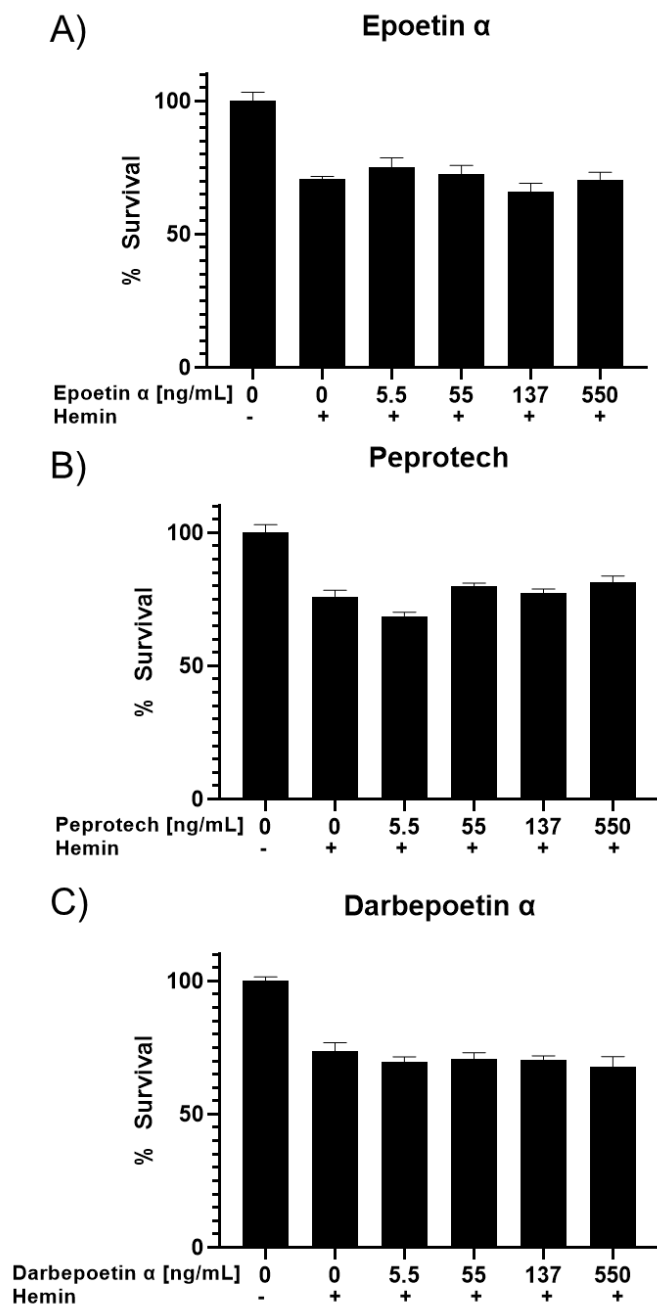 A)
Epoetin α
% Survival
100
50
0
Epoetin α [ng/mL] 0 0 5.5 55 137 550
Hemin - + + + + +
B)
Peprotech
% Survival
100
50
0
Peprotech [ng/mL] 0 0 5.5 55 137 550
Hemin - + + + + +
C)
Darbepoetin α
% Survival
100
50
0
Darbepoetin α [ng/mL] 0 0 5.5 55 137 550
Hemin - + + + + +